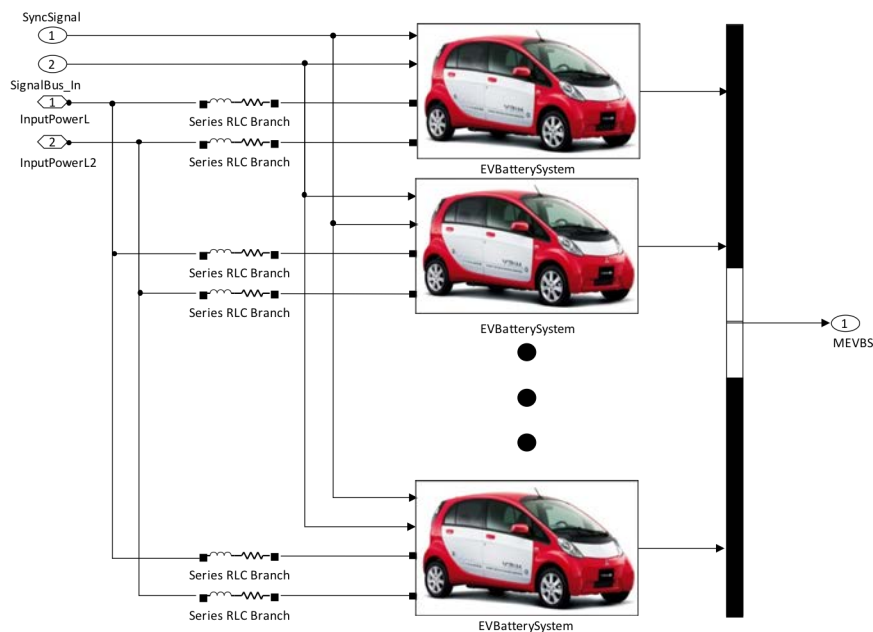 SyncSignal
1
2
SignalBus_In
1
InputPowerL
Series RLC Branch
2
InputPowerL2
Series RLC Branch
EVBatterySystem
Series RLC Branch
Series RLC Branch
EVBatterySystem
1
MEVBS
Series RLC Branch
Series RLC Branch
EVBatterySystem